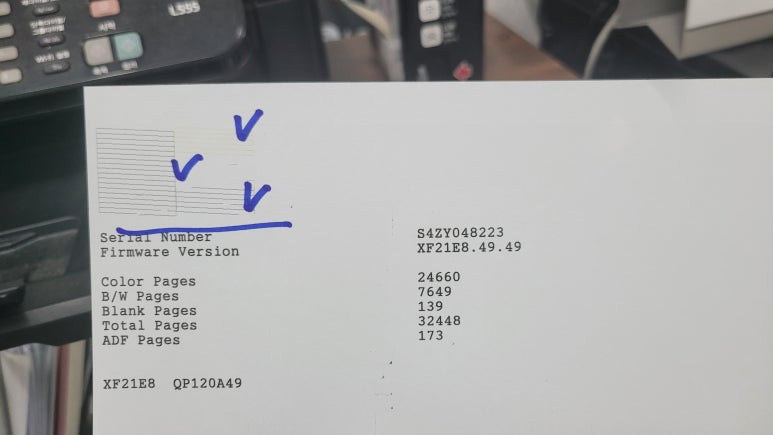 L555
Serial Number S4ZY048223
Firmware Version XF21E8.49.49
Color Pages 24660
B/W Pages 7649
Blank Pages 139
Total Pages 32448
ADF Pages 173
XF21E8 QP120A49